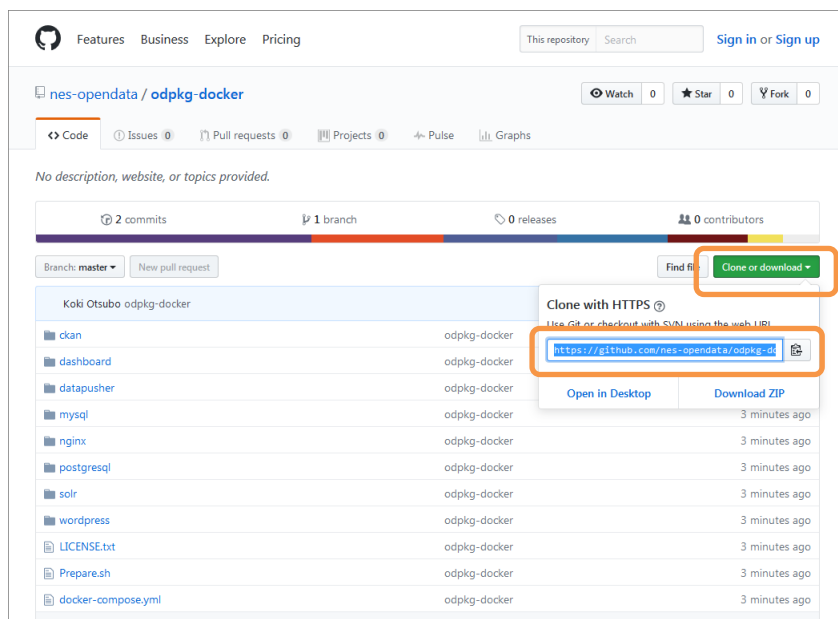 Features Business Explore Pricing This repository Search Sign in or Sign up
nes-opendata / odpkg-docker Watch 0 Star 0 Fork 0
Code Issues 0 Pull requests 0 Projects 0 Pulse Graphs
No description, website, or topics provided.
2 commits 1 branch 0 releases 0 contributors
Branch: master New pull request Find file Clone or download
Koki Otsubo odpkg-docker
Clone with HTTPS
Use Git or checkout with SVN using the web URL.
https://github.com/nes-opendata/odpkg-do
Open in Desktop Download ZIP
ckan odpkg-docker
dashboard odpkg-docker
datapusher odpkg-docker
mysql odpkg-docker 3 minutes ago
nginx odpkg-docker 3 minutes ago
postgresql odpkg-docker 3 minutes ago
solr odpkg-docker 3 minutes ago
wordpress odpkg-docker 3 minutes ago
LICENSE.txt odpkg-docker 3 minutes ago
Prepare.sh odpkg-docker 3 minutes ago
docker-compose.yml odpkg-docker 3 minutes ago